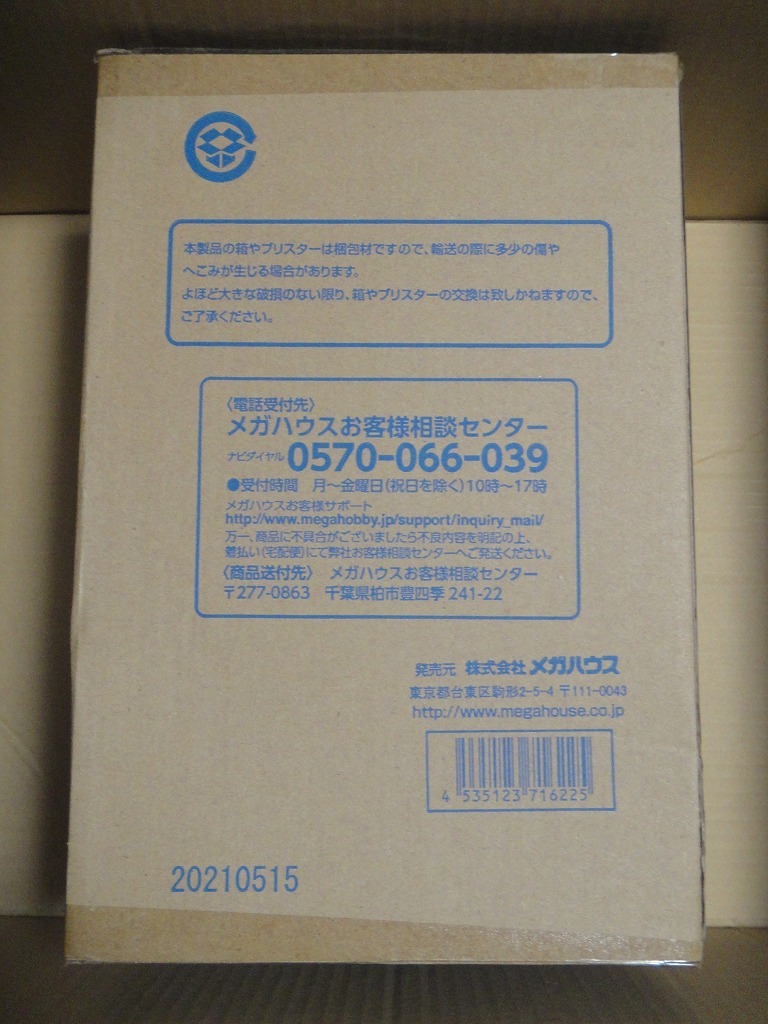 本製品の箱やブリスターは梱包材ですので、輸送の際に多少の傷や
へこみが生じる場合があります。
よほど大きな破損のない限り、箱やブリスターの交換は致しかねますので、
ご了承ください。
〈電話受付先〉
メガハウスお客様相談センター
ナビダイヤル 0570-066-039
●受付時間 月〜金曜日(祝日を除く)10時〜17時
メガハウスお客様サポート
http://www.megahobby.jp/support/inquiry_mail/
万一、商品に不具合がございましたら不良内容を明記の上、
着払い(宅配便)にて弊社お客様相談センターへご発送ください。
〈商品送付先〉 メガハウスお客様相談センター
〒277-0863 千葉県柏市豊四季 241-22
発売元 株式会社メガハウス
東京都台東区駒形2-5-4 〒111-0043
http://www.megahouse.co.jp
4 535123 716225
20210515